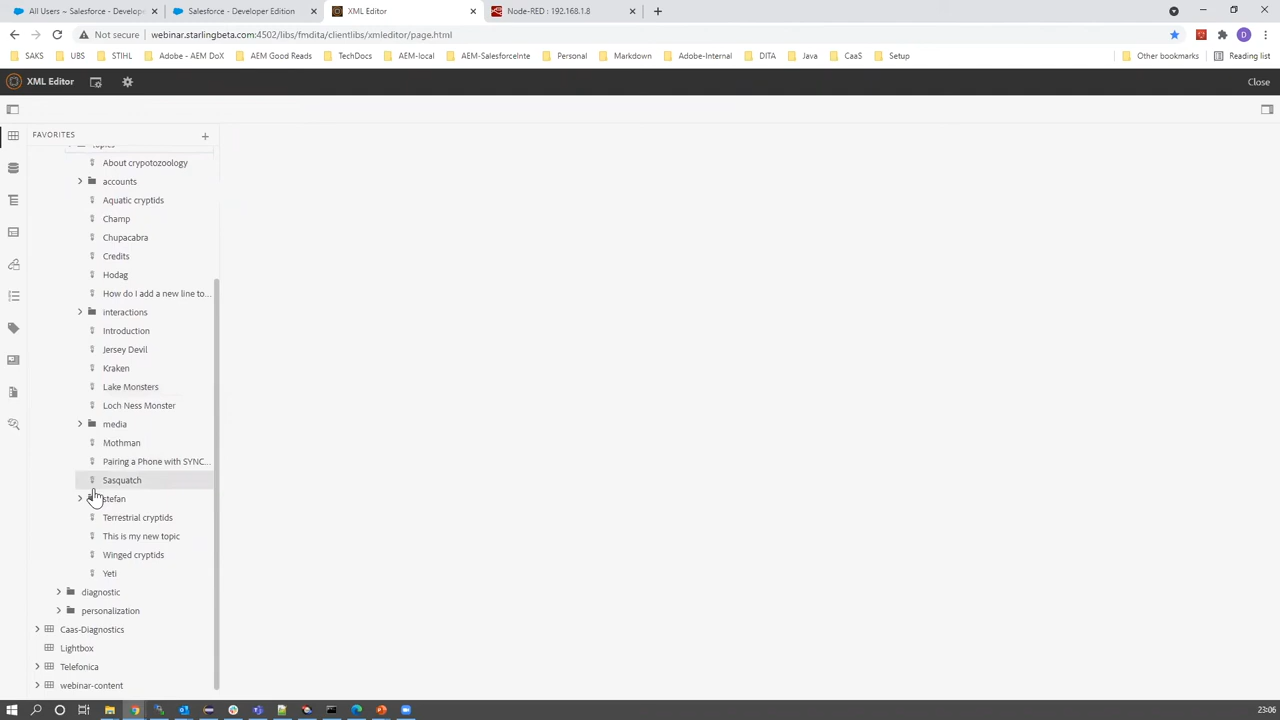 All Users ~ Salesforce - Develope
Salesforce - Developer Edition
XML Editor
Node-RED : 192.168.1.8
Not secure
webinar.starlingbeta.com:4502/libs/fmdita/clientlibs/xmleditor/page.html
D
SAKS
UBS
STIHL
Adobe - AEM DoX
AEM Good Reads
TechDocs
AEM-local
AEM-SalesforceInte
Personal
Markdown
Adobe-Internal
DITA
Java
CaaS
Setup
Other bookmarks
Reading list
XML Editor
Close
FAVORITES
topics
About crypotozoology
accounts
Aquatic cryptids
Champ
Chupacabra
Credits
Hodag
How do I add a new line to...
interactions
Introduction
Jersey Devil
Kraken
Lake Monsters
Loch Ness Monster
media
Mothman
Pairing a Phone with SYNC...
Sasquatch
stefan
Terrestrial cryptids
This is my new topic
Winged cryptids
Yeti
diagnostic
personalization
Caas-Diagnostics
Lightbox
Telefonica
webinar-content
23:06